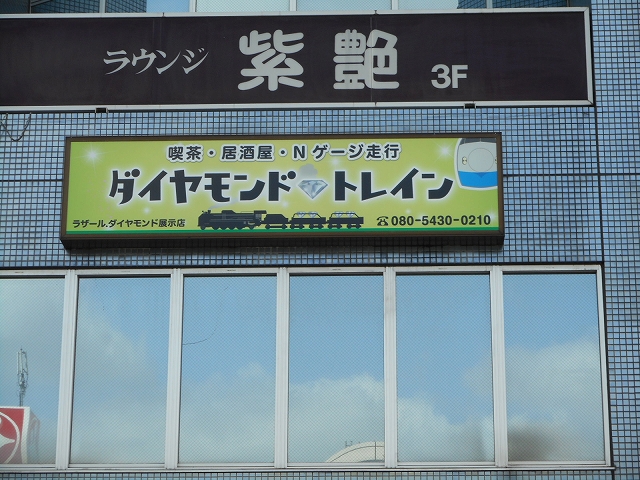 ラウンジ 紫艶 3F
喫茶・居酒屋・Nゲージ走行
ダイヤモンド トレイン
ラザール.ダイヤモンド展示店 ☎080-5430-0210